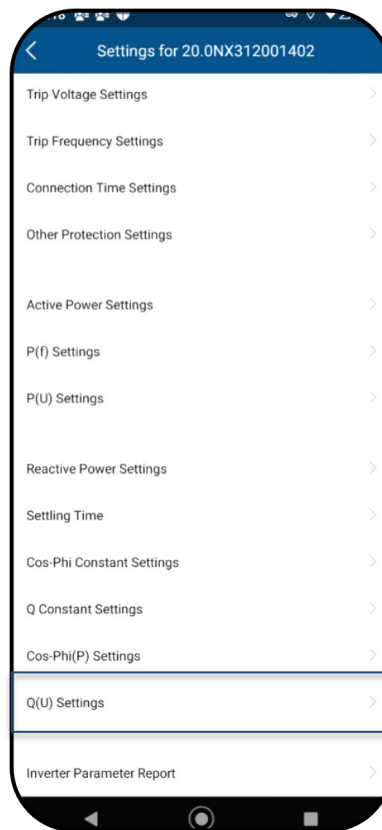 Settings for 20.0NX312001402
Trip Voltage Settings
Trip Frequency Settings
Connection Time Settings
Other Protection Settings
Active Power Settings
P(f) Settings
P(U) Settings
Reactive Power Settings
Settling Time
Cos-Phi Constant Settings
Q Constant Settings
Cos-Phi(P) Settings
Q(U) Settings
Inverter Parameter Report